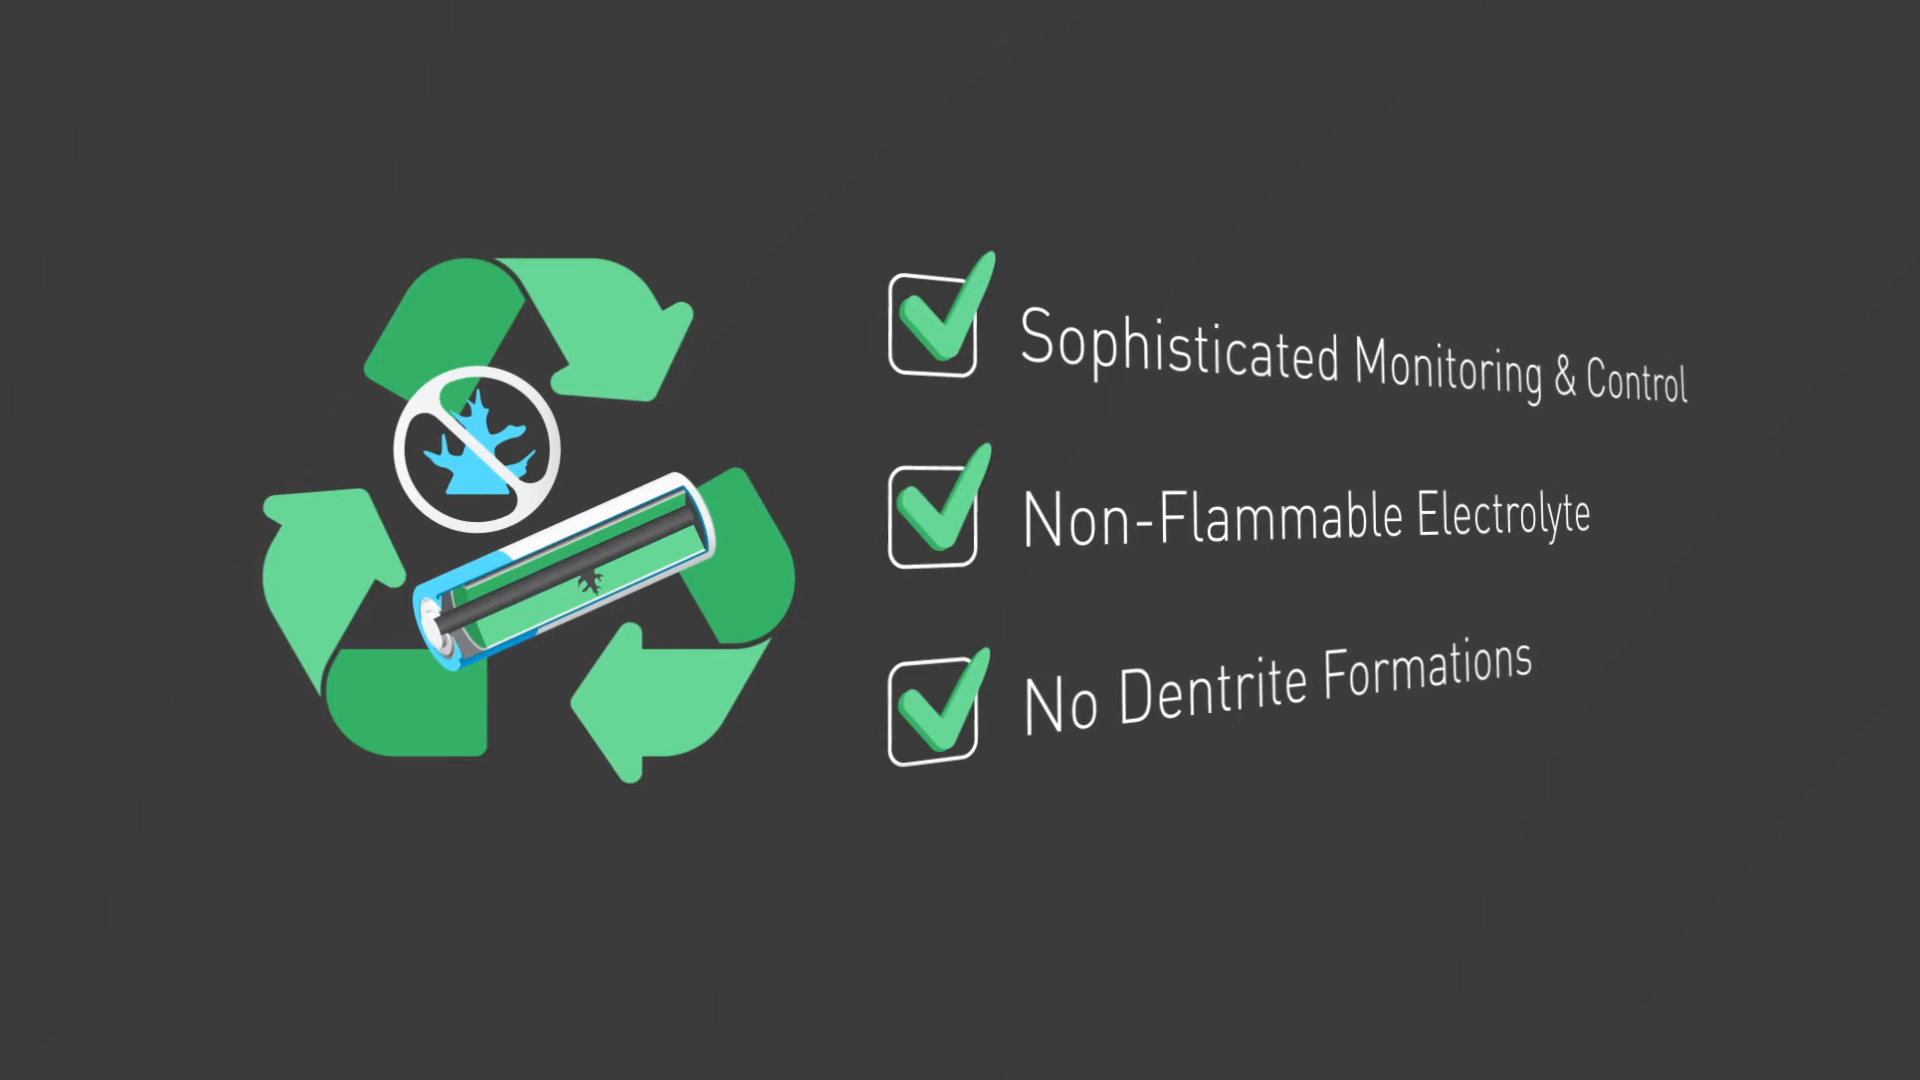 Sophisticated Monitoring & Control
Non-Flammable Electrolyte
No Dentrite Formations